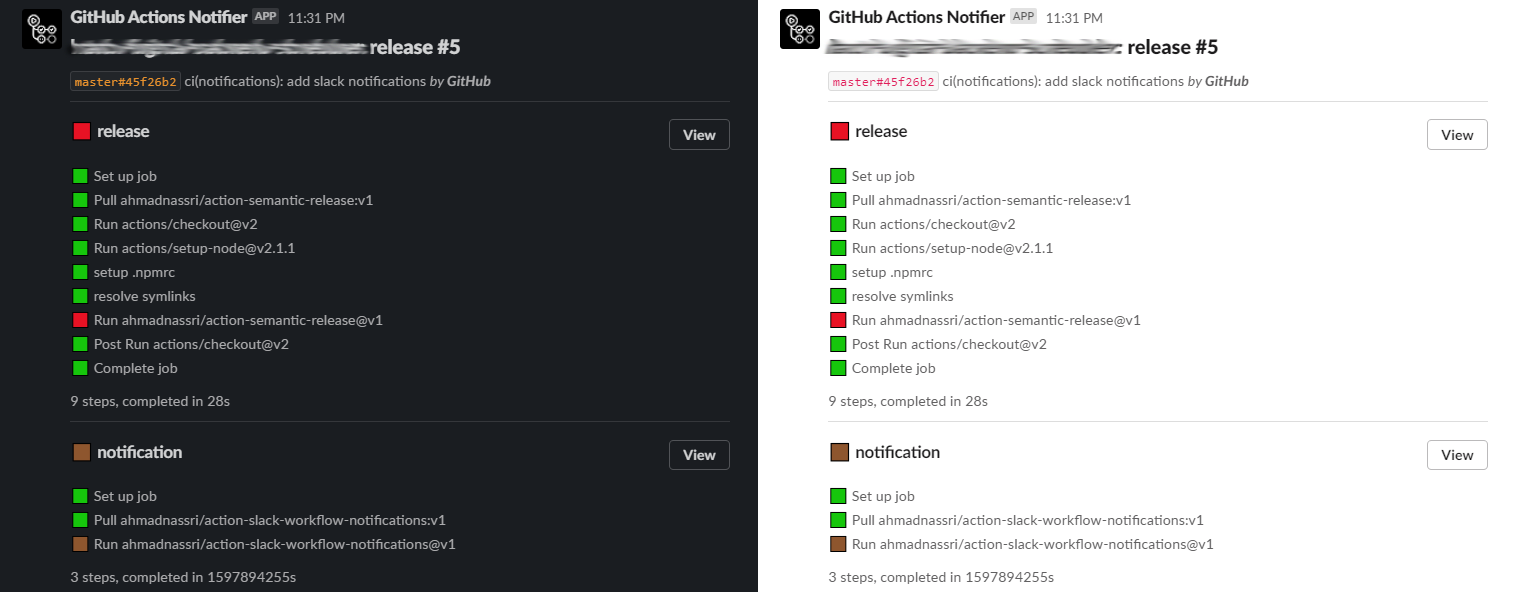 GitHub Actions Notifier APP 11:31 PM
release #5
master#45f26b2 ci(notifications): add slack notifications by GitHub
release
View
Set up job
Pull ahmadnassri/action-semantic-release:v1
Run actions/checkout@v2
Run actions/setup-node@v2.1.1
setup .npmrc
resolve symlinks
Run ahmadnassri/action-semantic-release@v1
Post Run actions/checkout@v2
Complete job
9 steps, completed in 28s
notification
View
Set up job
Pull ahmadnassri/action-slack-workflow-notifications:v1
Run ahmadnassri/action-slack-workflow-notifications@v1
3 steps, completed in 1597894255s
GitHub Actions Notifier APP 11:31 PM
release #5
master#45f26b2 ci(notifications): add slack notifications by GitHub
release
View
Set up job
Pull ahmadnassri/action-semantic-release:v1
Run actions/checkout@v2
Run actions/setup-node@v2.1.1
setup .npmrc
resolve symlinks
Run ahmadnassri/action-semantic-release@v1
Post Run actions/checkout@v2
Complete job
9 steps, completed in 28s
notification
View
Set up job
Pull ahmadnassri/action-slack-workflow-notifications:v1
Run ahmadnassri/action-slack-workflow-notifications@v1
3 steps, completed in 1597894255s